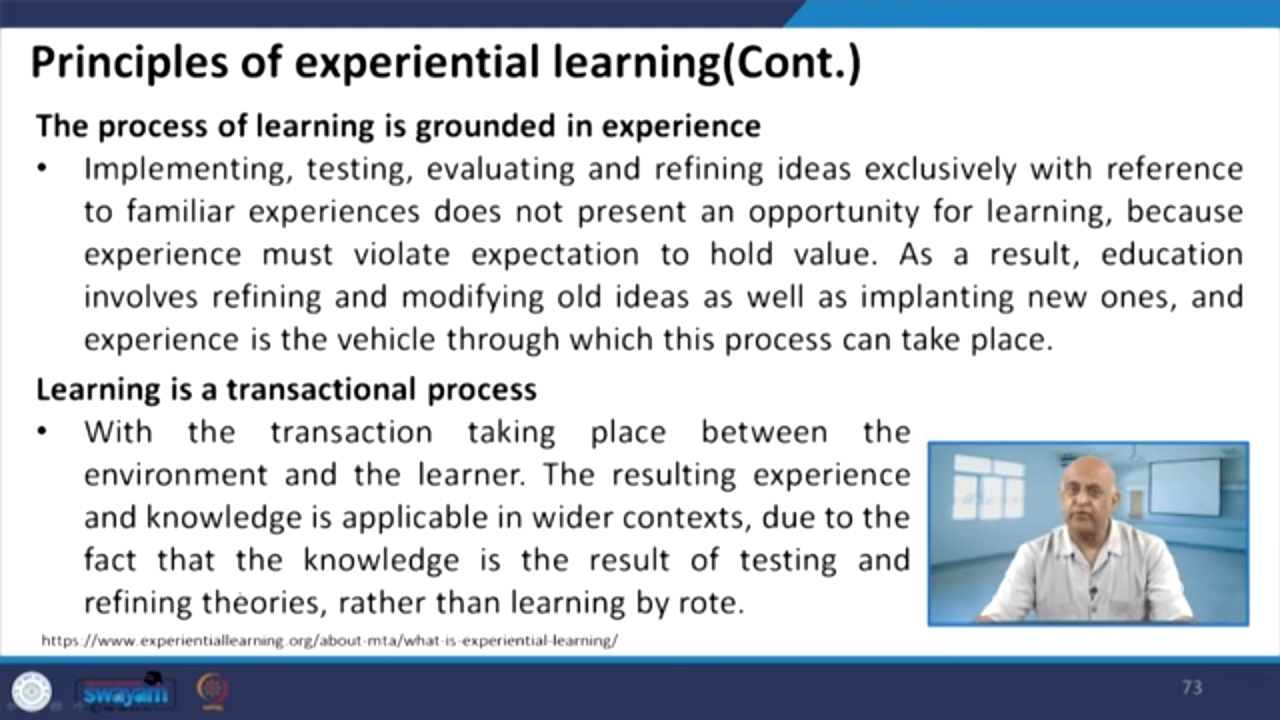 Principles of experiential learning(Cont.)
The process of learning is grounded in experience
• Implementing, testing, evaluating and refining ideas exclusively with reference
to familiar experiences does not present an opportunity for learning, because
experience must violate expectation to hold value. As a result, education
involves refining and modifying old ideas as well as implanting new ones, and
experience is the vehicle through which this process can take place.
Learning is a transactional process
• With the transaction taking place between the
environment and the learner. The resulting experience
and knowledge is applicable in wider contexts, due to the
fact that the knowledge is the result of testing and
refining theories, rather than learning by rote.
https://www.experientiallearning.org/about-mta/what-is-experiential-learning/
swayam
73